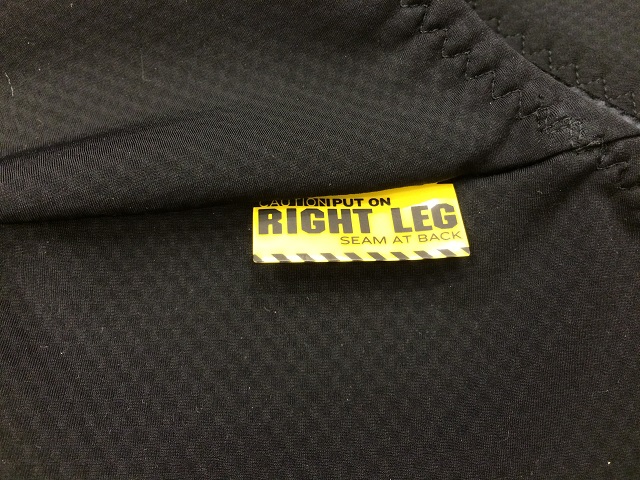 CAUTION!PUT ON
RIGHT LEG
SEAM AT BACK